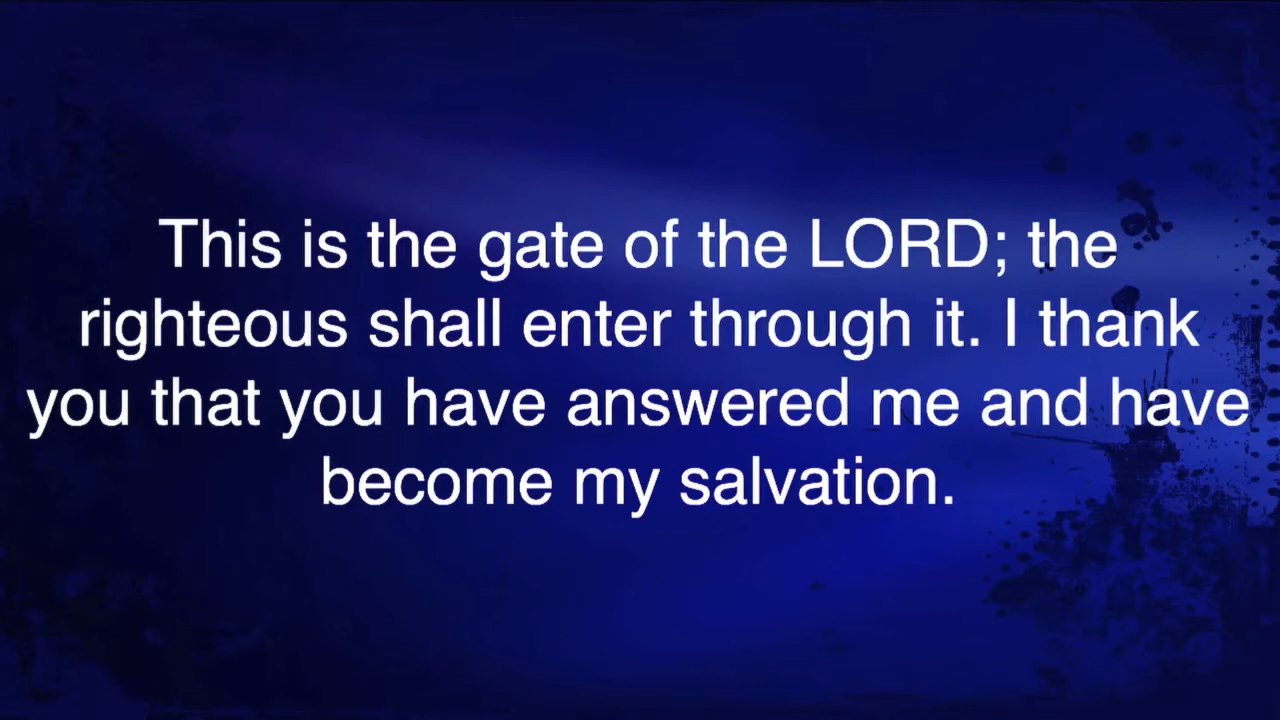 This is the gate of the LORD; the
righteous shall enter through it. I thank
you that you have answered me and have
become my salvation.